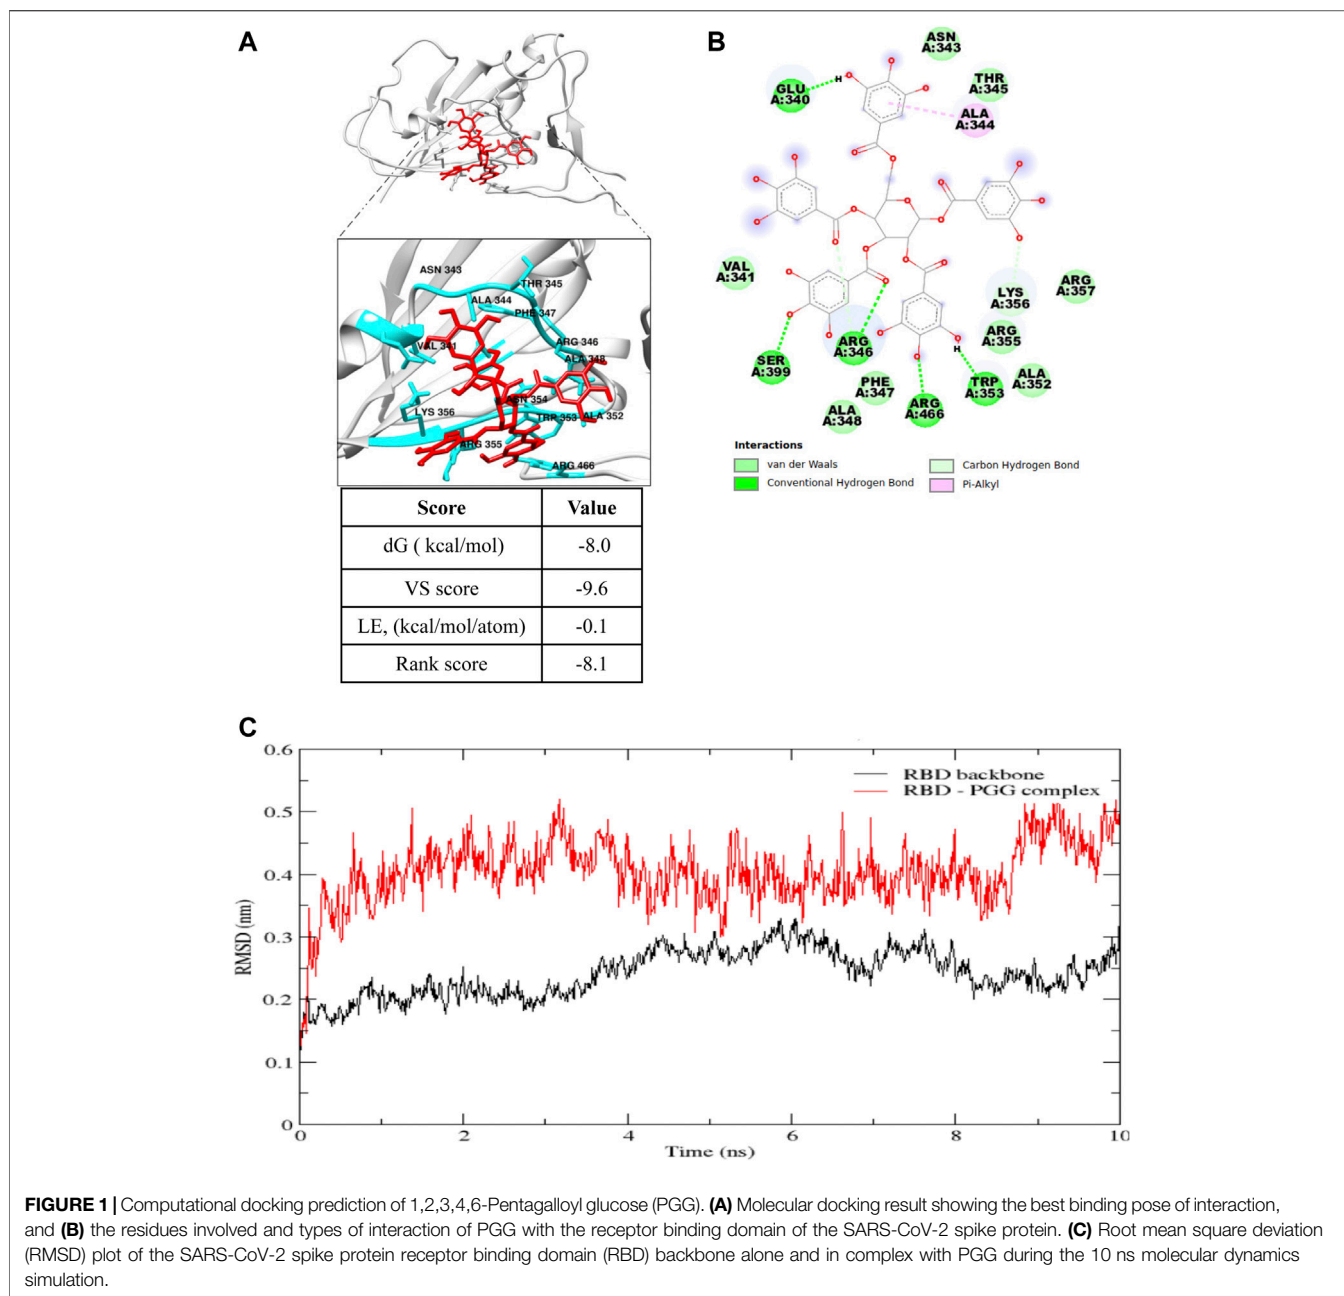 A
ASN 343
THR 345
ALA 344
PHE 347
ARG 346
VAL 341
ALA 348
ASN 354
LYS 356
TRP 353
ALA 352
ARG 355
ARG 466
Score Value
dG ( kcal/mol) -8.0
VS score -9.6
LE, (kcal/mol/atom) -0.1
Rank score -8.1
B
ASN
A:343
THR
A:345
GLU
A:340
H
ALA
A:344
VAL
A:341
LYS
A:356
ARG
A:357
ARG
A:355
ARG
A:346
H
SER
A:399
PHE
A:347
ALA
A:352
TRP
A:353
ARG
A:466
ALA
A:348
Interactions
van der Waals
Conventional Hydrogen Bond
Carbon Hydrogen Bond
Pi-Alkyl
C
RBD backbone
RBD - PGG complex
0.6
0.5
0.4
0.3
0.2
0.1
0
RMSD (nm)
0 2 4 6 8 10
Time (ns)
FIGURE 1 | Computational docking prediction of 1,2,3,4,6-Pentagalloyl glucose (PGG). (A) Molecular docking result showing the best binding pose of interaction,
and (B) the residues involved and types of interaction of PGG with the receptor binding domain of the SARS-CoV-2 spike protein. (C) Root mean square deviation
(RMSD) plot of the SARS-CoV-2 spike protein receptor binding domain (RBD) backbone alone and in complex with PGG during the 10 ns molecular dynamics
simulation.